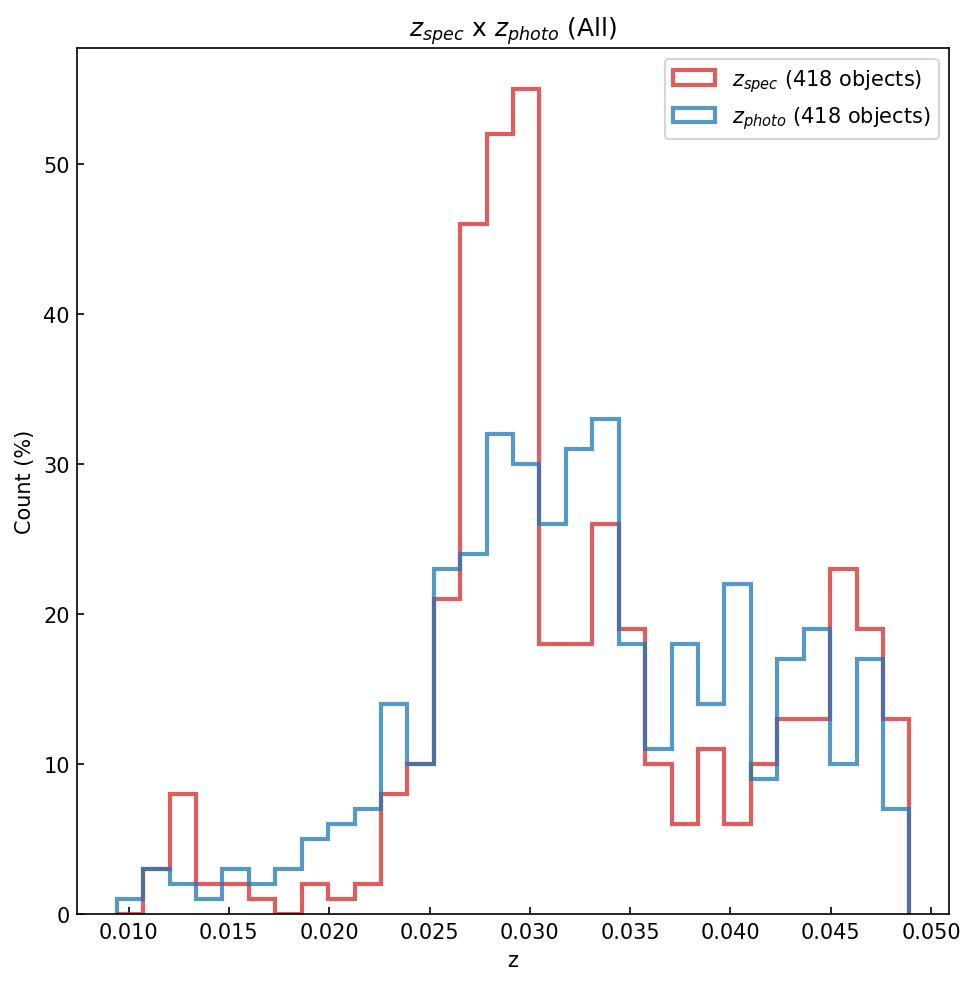 z_spec x z_photo (All)
z_spec (418 objects)
z_photo (418 objects)
Count (%)
50
40
30
20
10
0
0.010 0.015 0.020 0.025 0.030 0.035 0.040 0.045 0.050
z